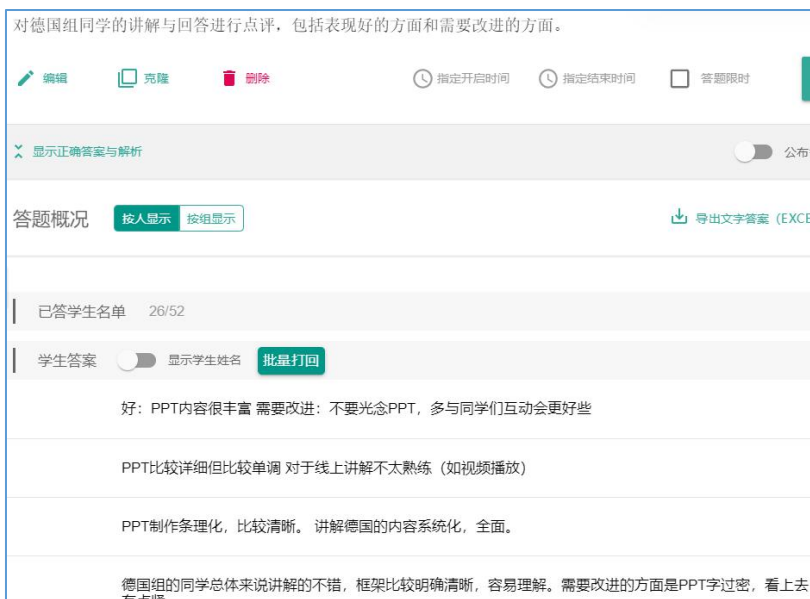 对德国组同学的讲解与回答进行点评，包括表现好的方面和需要改进的方面。
编辑 克隆 删除 指定开启时间 指定结束时间 答题限时
显示正确答案与解析 公布
答题概况 按人显示 按组显示 导出文字答案（EXCE
已答学生名单 26/52
学生答案 显示学生姓名 批量打回
好：PPT内容很丰富 需要改进：不要光念PPT，多与同学们互动会更好些
PPT比较详细但比较单调 对于线上讲解不太熟练（如视频播放）
PPT制作条理化，比较清晰。 讲解德国的内容系统化，全面。
德国组的同学总体来说讲解的不错，框架比较明确清晰，容易理解。需要改进的方面是PPT字过密，看上去